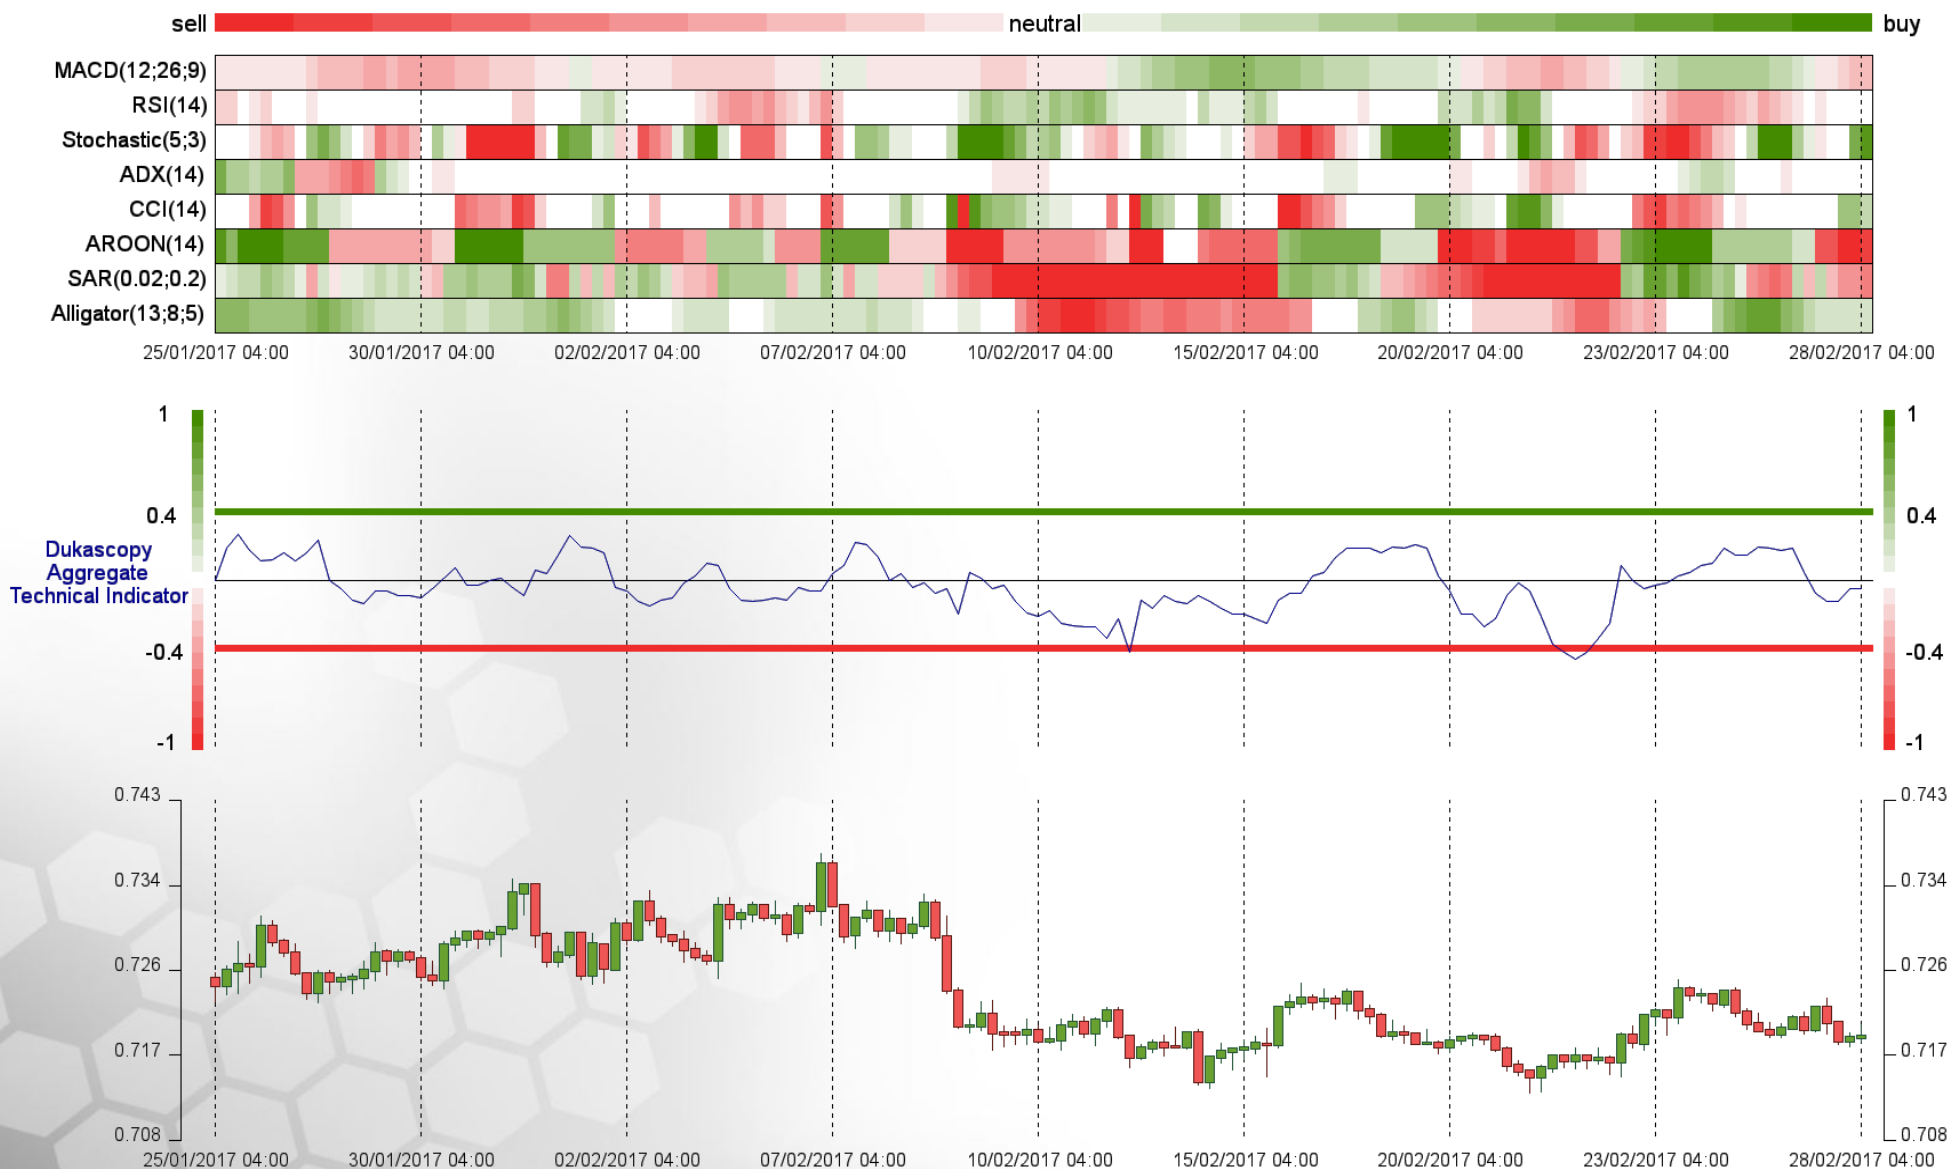 sell neutral buy
MACD(12;26;9)
RSI(14)
Stochastic(5;3)
ADX(14)
CCI(14)
AROON(14)
SAR(0.02;0.2)
Alligator(13;8;5)
25/01/2017 04:00 30/01/2017 04:00 02/02/2017 04:00 07/02/2017 04:00 10/02/2017 04:00 15/02/2017 04:00 20/02/2017 04:00 23/02/2017 04:00 28/02/2017 04:00
1 1
0.4 0.4
Dukascopy
Aggregate
Technical Indicator
-0.4 -0.4
-1 -1
0.743 0.743
0.734 0.734
0.726 0.726
0.717 0.717
0.708 0.708
25/01/2017 04:00 30/01/2017 04:00 02/02/2017 04:00 07/02/2017 04:00 10/02/2017 04:00 15/02/2017 04:00 20/02/2017 04:00 23/02/2017 04:00 28/02/2017 04:00